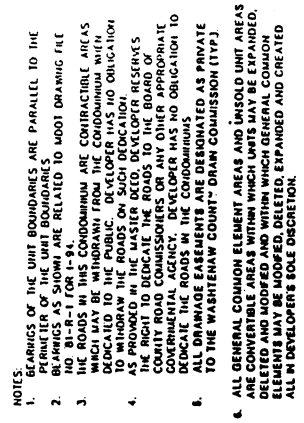 NOTES:
1. BEARINGS OF THE UNIT BOUNDARIES ARE PARALLEL TO THE
PERIMETER OF THE UNIT BOUNDARIES
2. BEARINGS AS SHOWN ARE RELATED TO MDOT DRAWING FILE
NO 81-R-11 FOR I-94.
3. THE ROADS IN THIS CONDOMINIUM ARE CONTRACTIBLE AREAS
WHICH MAY BE WITHDRAWN FROM THE CONDOMINIUM WHEN
DEDICATED TO THE PUBLIC. DEVELOPER HAS NO OBLIGATION
TO WITHDRAW THE ROADS ON SUCH DEDICATION.
4. AS PROVIDED IN THE MASTER DEED, DEVELOPER RESERVES
THE RIGHT TO DEDICATE THE ROADS TO THE BOARD OF
COUNTY ROAD COMMISSIONERS OR ANY OTHER APPROPRIATE
GOVERNMENTAL AGENCY. DEVELOPER HAS NO OBLIGATION TO
DEDICATE THE ROADS IN THE CONDOMINIUMS
5. ALL DRAINAGE EASEMENTS ARE DESIGNATED AS PRIVATE
TO THE WASHTENAW COUNTY" DRAIN COMMISSION (TYP.).
6. ALL GENERAL COMMON ELEMENT AREAS AND UNSOLD UNIT AREAS
ARE CONVERTIBLE AREAS WITHIN WHICH UNITS MAY BE EXPANDED,
DELETED AND MODIFED AND WITHIN WHICH GENERAL COMMON
ELEMENTS MAY BE MODIFED, DELETED, EXPANDED AND CREATED
ALL IN DEVELOPER'S SOLE DISCRETION.